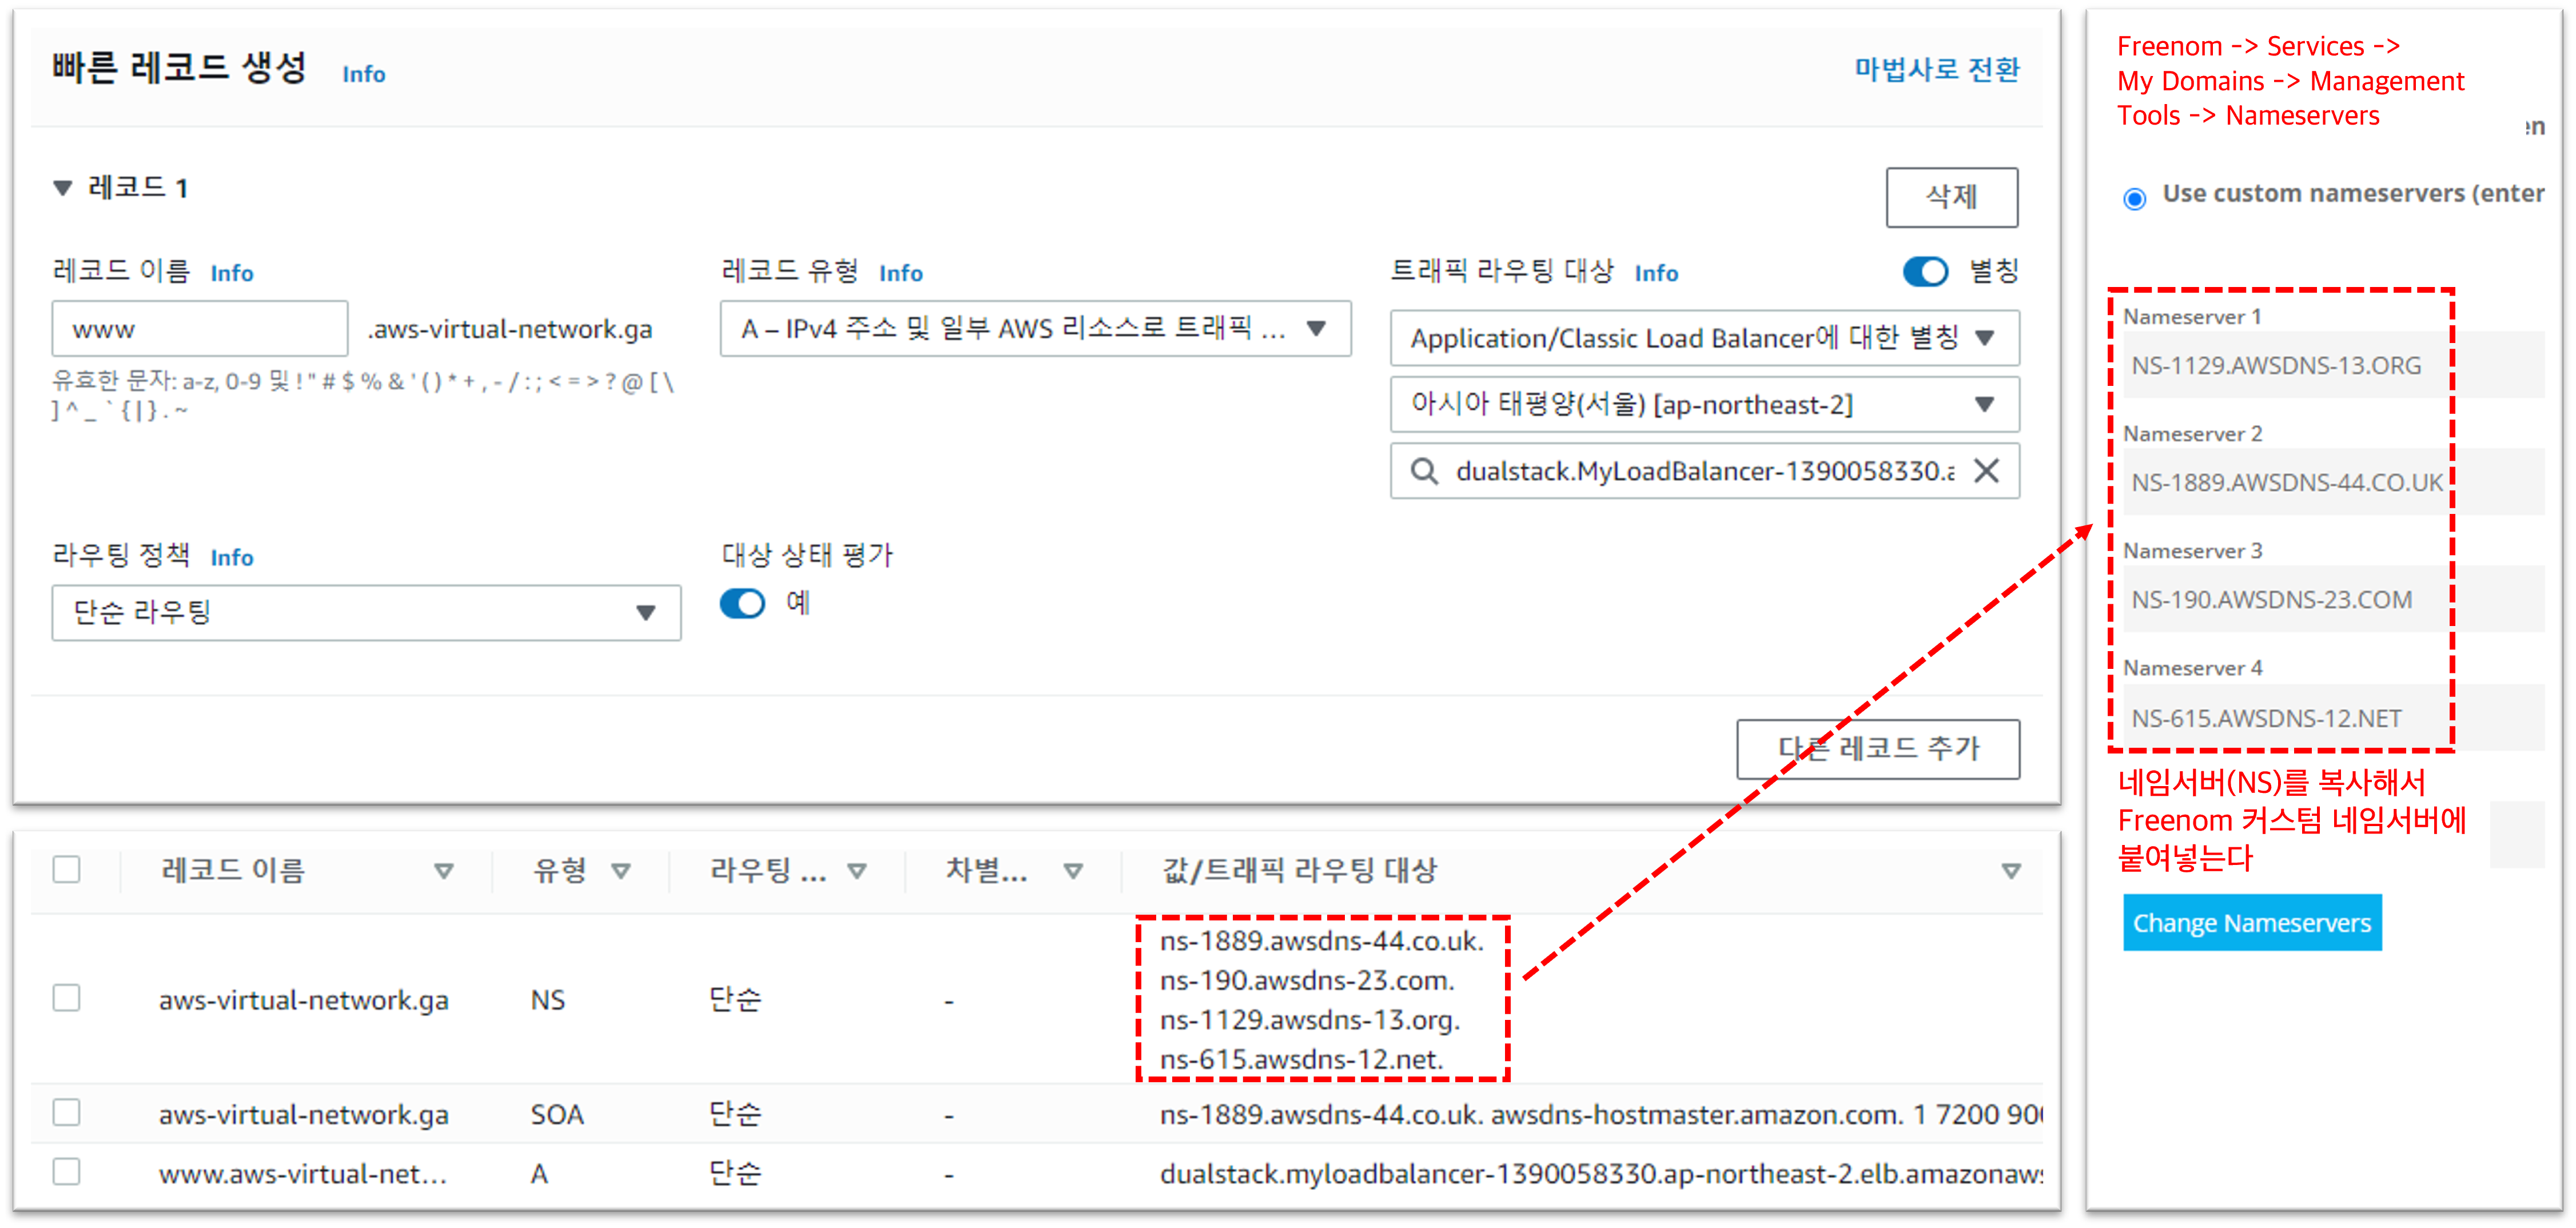 빠른 레코드 생성 Info
마법사로 전환
▼ 레코드 1
삭제
레코드 이름 Info
www .aws-virtual-network.ga
유효한 문자: a-z, 0-9 및 ! " # $ % & ' ( ) * + , - / : ; < = > ? @ [ \
] ^ _ ` { | } . ~
레코드 유형 Info
A – IPv4 주소 및 일부 AWS 리소스로 트래픽 ...
트래픽 라우팅 대상 Info
별칭
Application/Classic Load Balancer에 대한 별칭
아시아 태평양(서울) [ap-northeast-2]
dualstack.MyLoadBalancer-1390058330.a
라우팅 정책 Info
단순 라우팅
대상 상태 평가
예
다른 레코드 추가
레코드 이름 유형 라우팅 ... 차별... 값/트래픽 라우팅 대상
aws-virtual-network.ga NS 단순 -
ns-1889.awsdns-44.co.uk.
ns-190.awsdns-23.com.
ns-1129.awsdns-13.org.
ns-615.awsdns-12.net.
aws-virtual-network.ga SOA 단순 - ns-1889.awsdns-44.co.uk. awsdns-hostmaster.amazon.com. 1 7200 900
www.aws-virtual-net... A 단순 - dualstack.myloadbalancer-1390058330.ap-northeast-2.elb.amazonaws
Freenom -> Services ->
My Domains -> Management
Tools -> Nameservers
en
Use custom nameservers (enter
Nameserver 1
NS-1129.AWSDNS-13.ORG
Nameserver 2
NS-1889.AWSDNS-44.CO.UK
Nameserver 3
NS-190.AWSDNS-23.COM
Nameserver 4
NS-615.AWSDNS-12.NET
네임서버(NS)를 복사해서
Freenom 커스텀 네임서버에
붙여넣는다
Change Nameservers